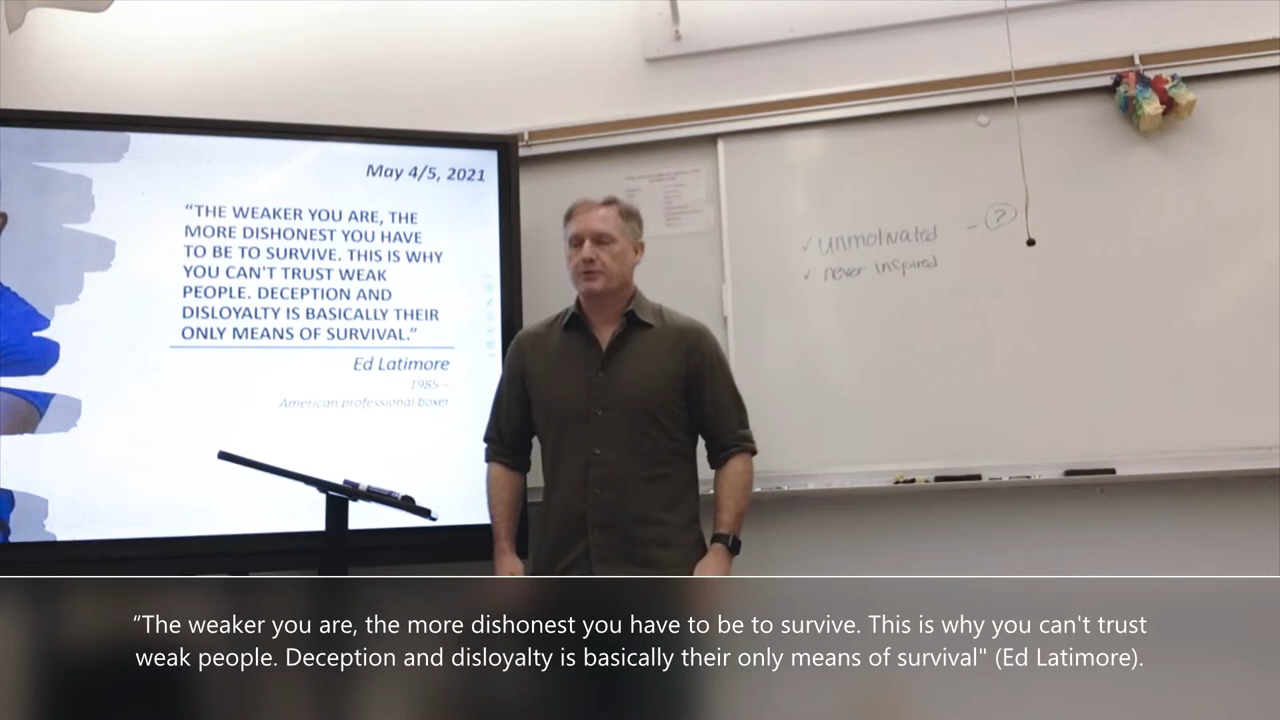 May 4/5, 2021
“THE WEAKER YOU ARE, THE
MORE DISHONEST YOU HAVE
TO BE TO SURVIVE. THIS IS WHY
YOU CAN'T TRUST WEAK
PEOPLE. DECEPTION AND
DISLOYALTY IS BASICALLY THEIR
ONLY MEANS OF SURVIVAL.”
Ed Latimore
1985 –
American professional boxer
✓ unmotivated – ?
✓ never inspired
“The weaker you are, the more dishonest you have to be to survive. This is why you can't trust
weak people. Deception and disloyalty is basically their only means of survival" (Ed Latimore).